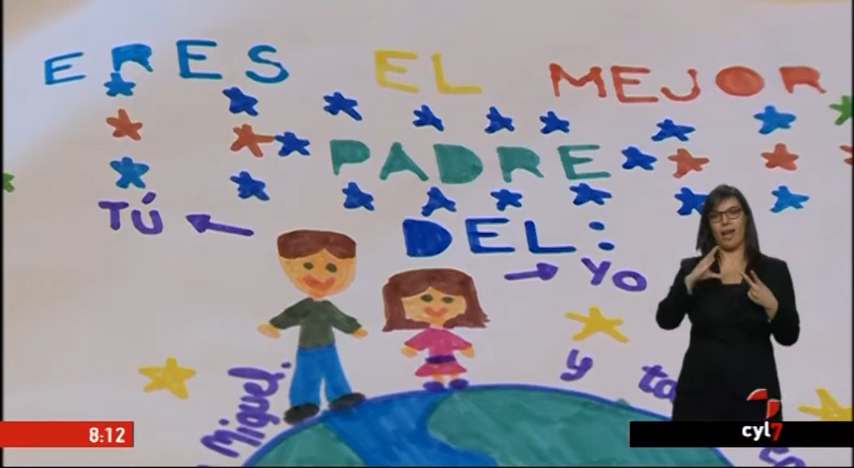 ERES EL MEJOR
PADRE
TÚ
DEL:
YO
Miguel.
y
8:12
cyl7